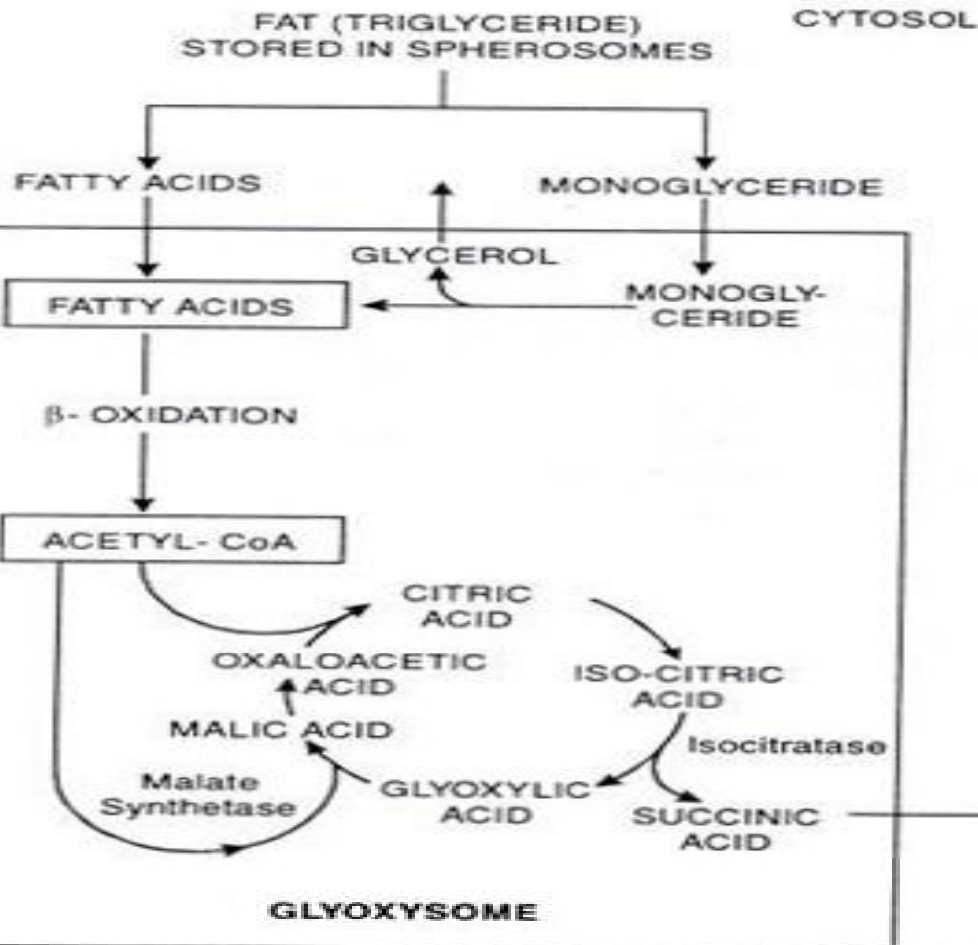 FAT (TRIGLYCERIDE)
STORED IN SPHEROSOMES
CYTOSOL
FATTY ACIDS
MONOGLYCERIDE
GLYCEROL
FATTY ACIDS
MONOGLY-
CERIDE
β- OXIDATION
ACETYL- CoA
CITRIC
ACID
OXALOACETIC
ACID
ISO-CITRIC
ACID
MALIC ACID
Isocitratase
Malate
Synthetase
GLYOXYLIC
ACID
SUCCINIC
ACID
GLYOXYSOME